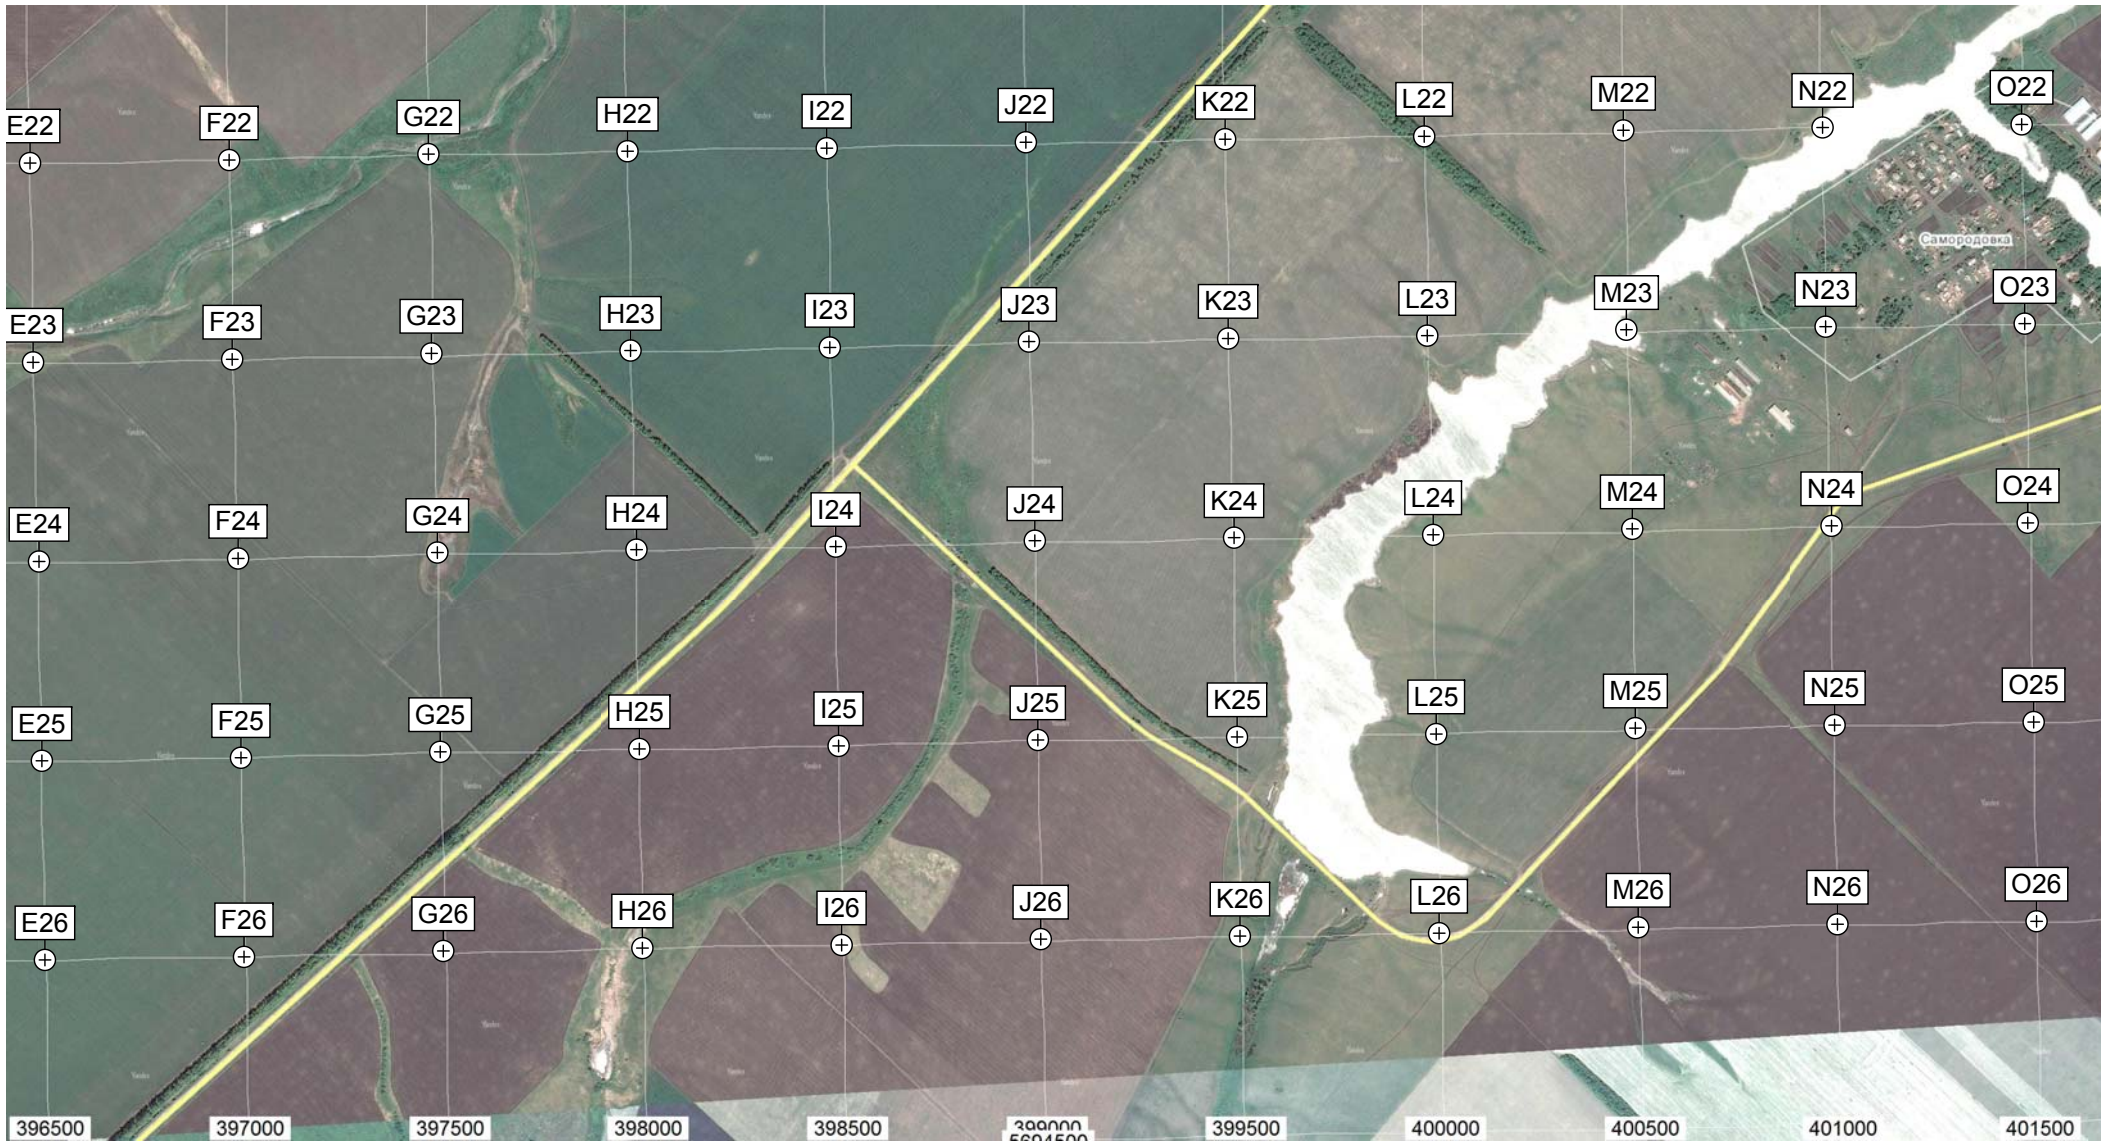 E22 F22 G22 H22 I22 J22 K22 L22 M22 N22 O22
Самородовка
E23 F23 G23 H23 I23 J23 K23 L23 M23 N23 O23
E24 F24 G24 H24 I24 J24 K24 L24 M24 N24 O24
E25 F25 G25 H25 I25 J25 K25 L25 M25 N25 O25
E26 F26 G26 H26 I26 J26 K26 L26 M26 N26 O26
396500 397000 397500 398000 398500 399000 399500 400000 400500 401000 401500